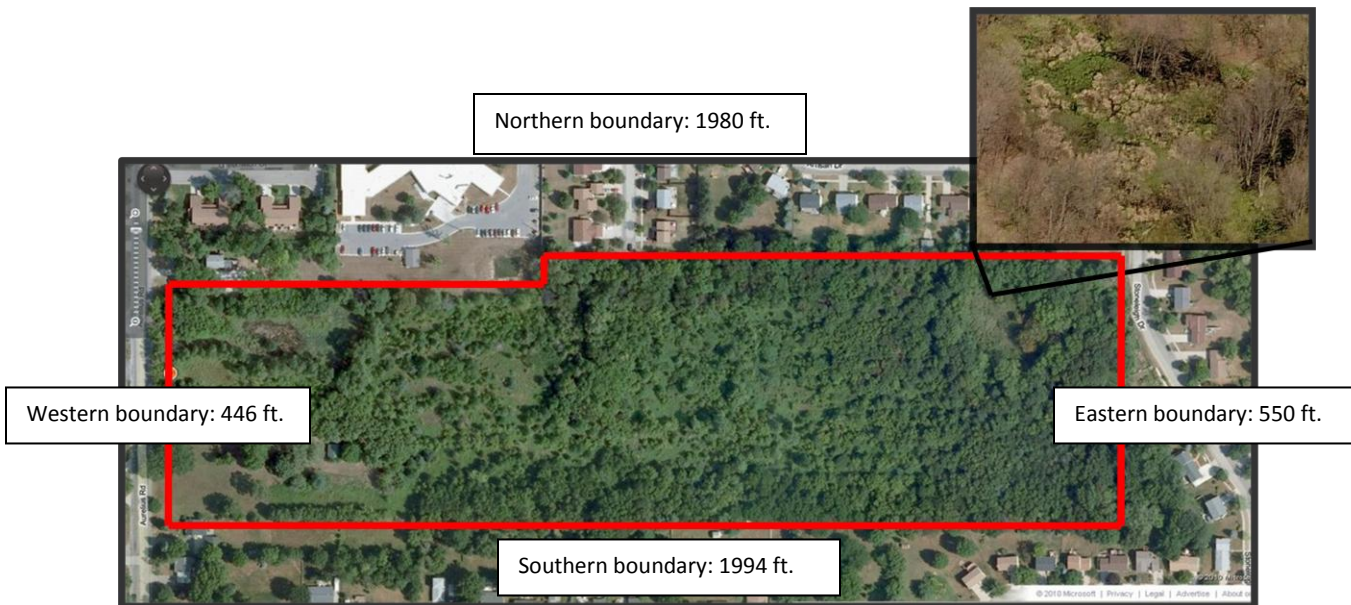 Northern boundary: 1980 ft.
Western boundary: 446 ft.
Eastern boundary: 550 ft.
Stoneleigh Dr
Aurelius Rd
Southern boundary: 1994 ft.
© 2010 Microsoft | Privacy | Legal | Advertise | About